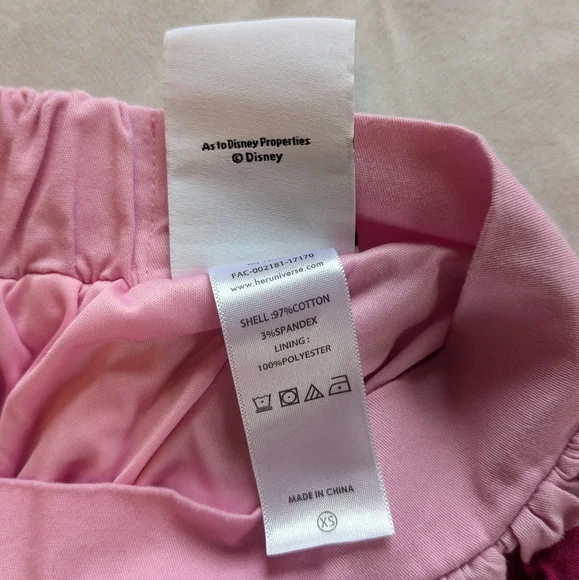 As to Disney Properties
© Disney
FAC-002181-17170
www.heruniverse.com
SHELL :97%COTTON
3%SPANDEX
LINING :
100%POLYESTER
MADE IN CHINA
XS